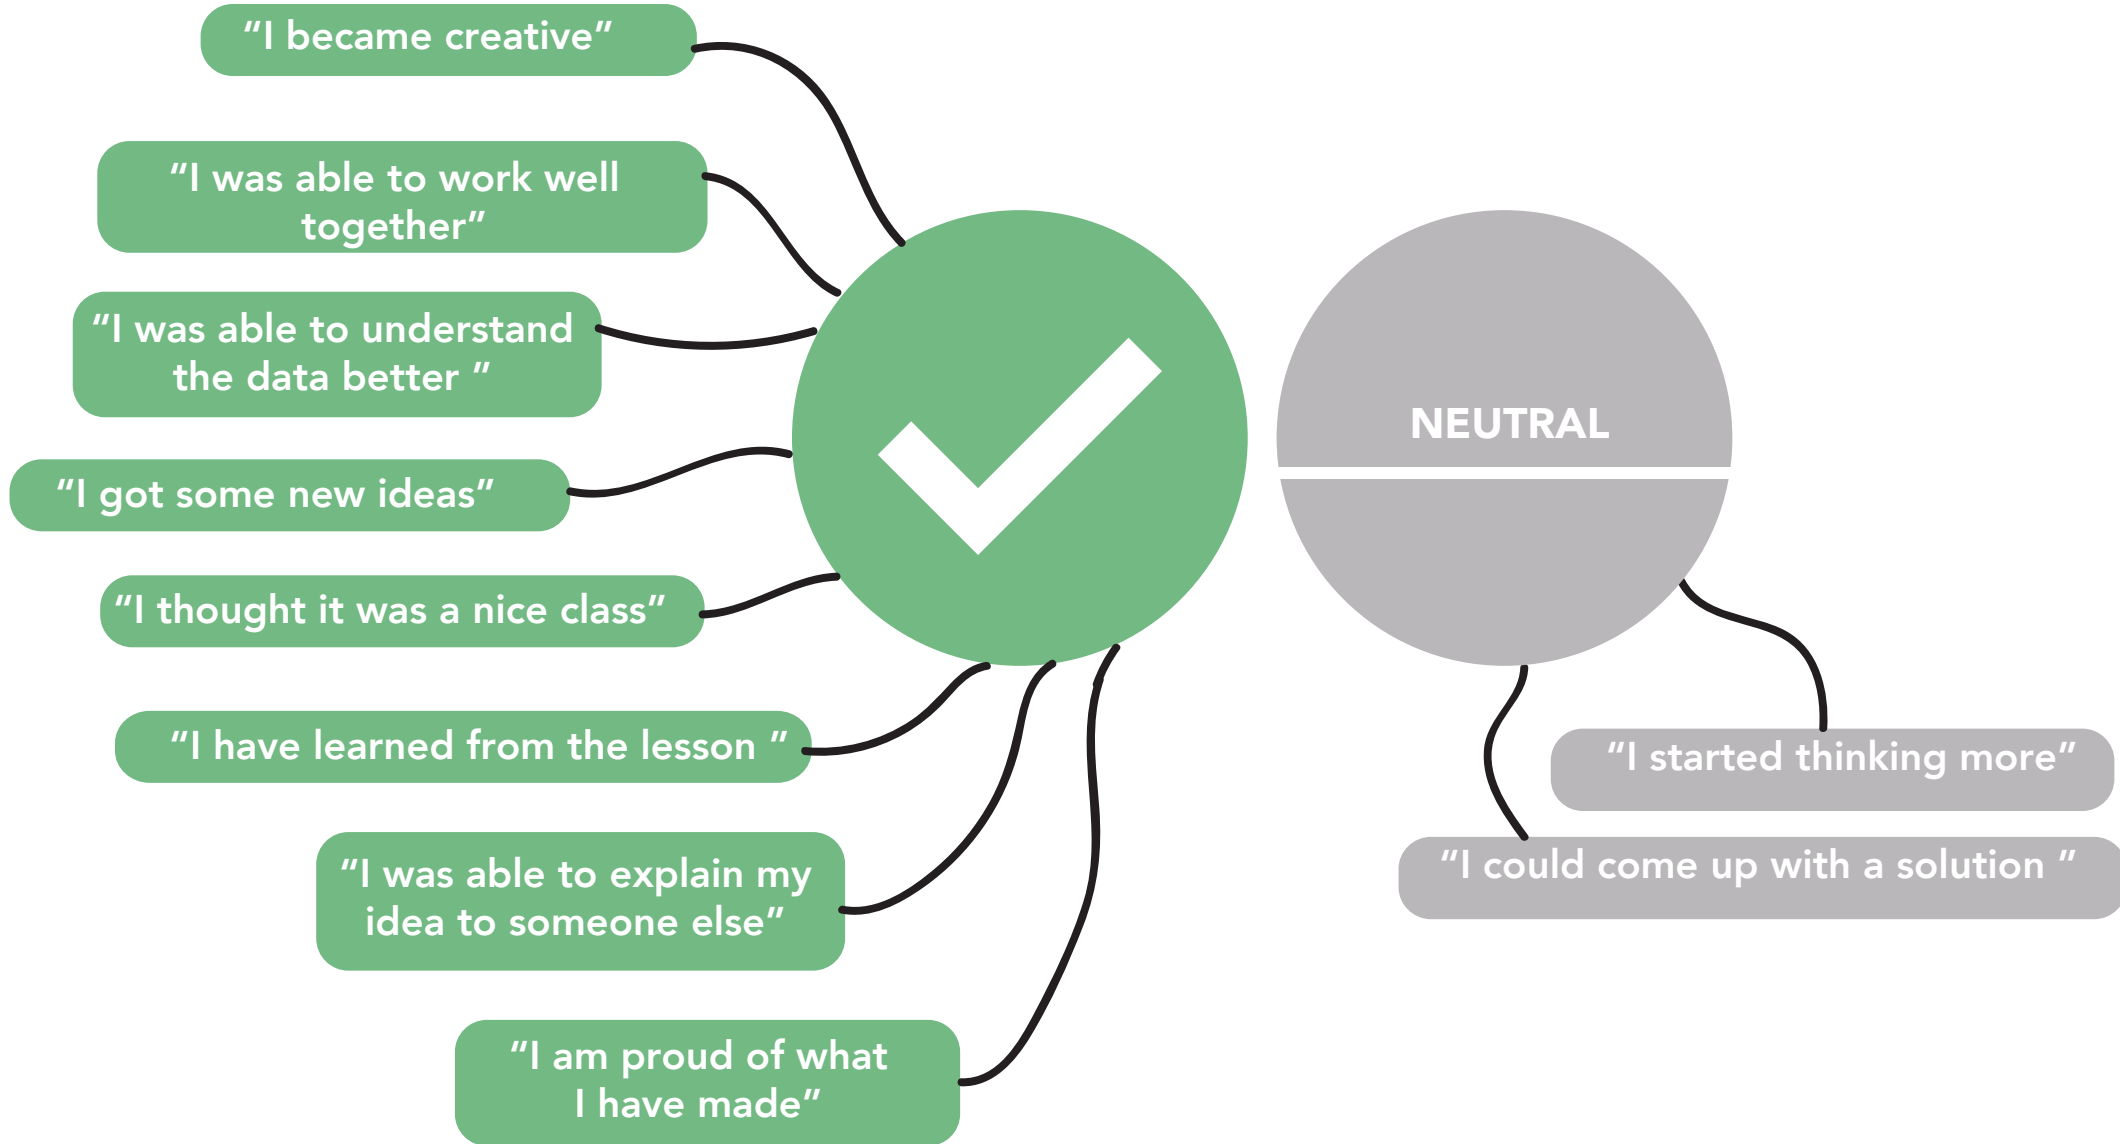 “I became creative”
“I was able to work well
together”
“I was able to understand
the data better ”
“I got some new ideas”
“I thought it was a nice class”
“I have learned from the lesson ”
“I was able to explain my
idea to someone else”
“I am proud of what
I have made”
NEUTRAL
“I started thinking more”
“I could come up with a solution ”